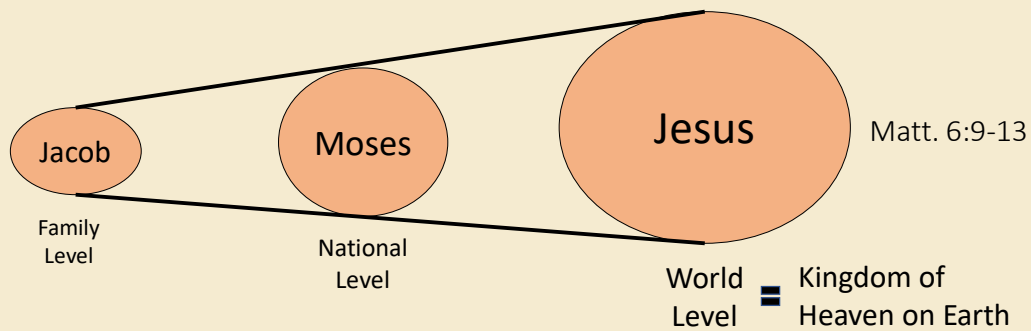 Jacob
Moses
Jesus
Matt. 6:9-13
Family
Level
National
Level
World
Level
=
Kingdom of
Heaven on Earth